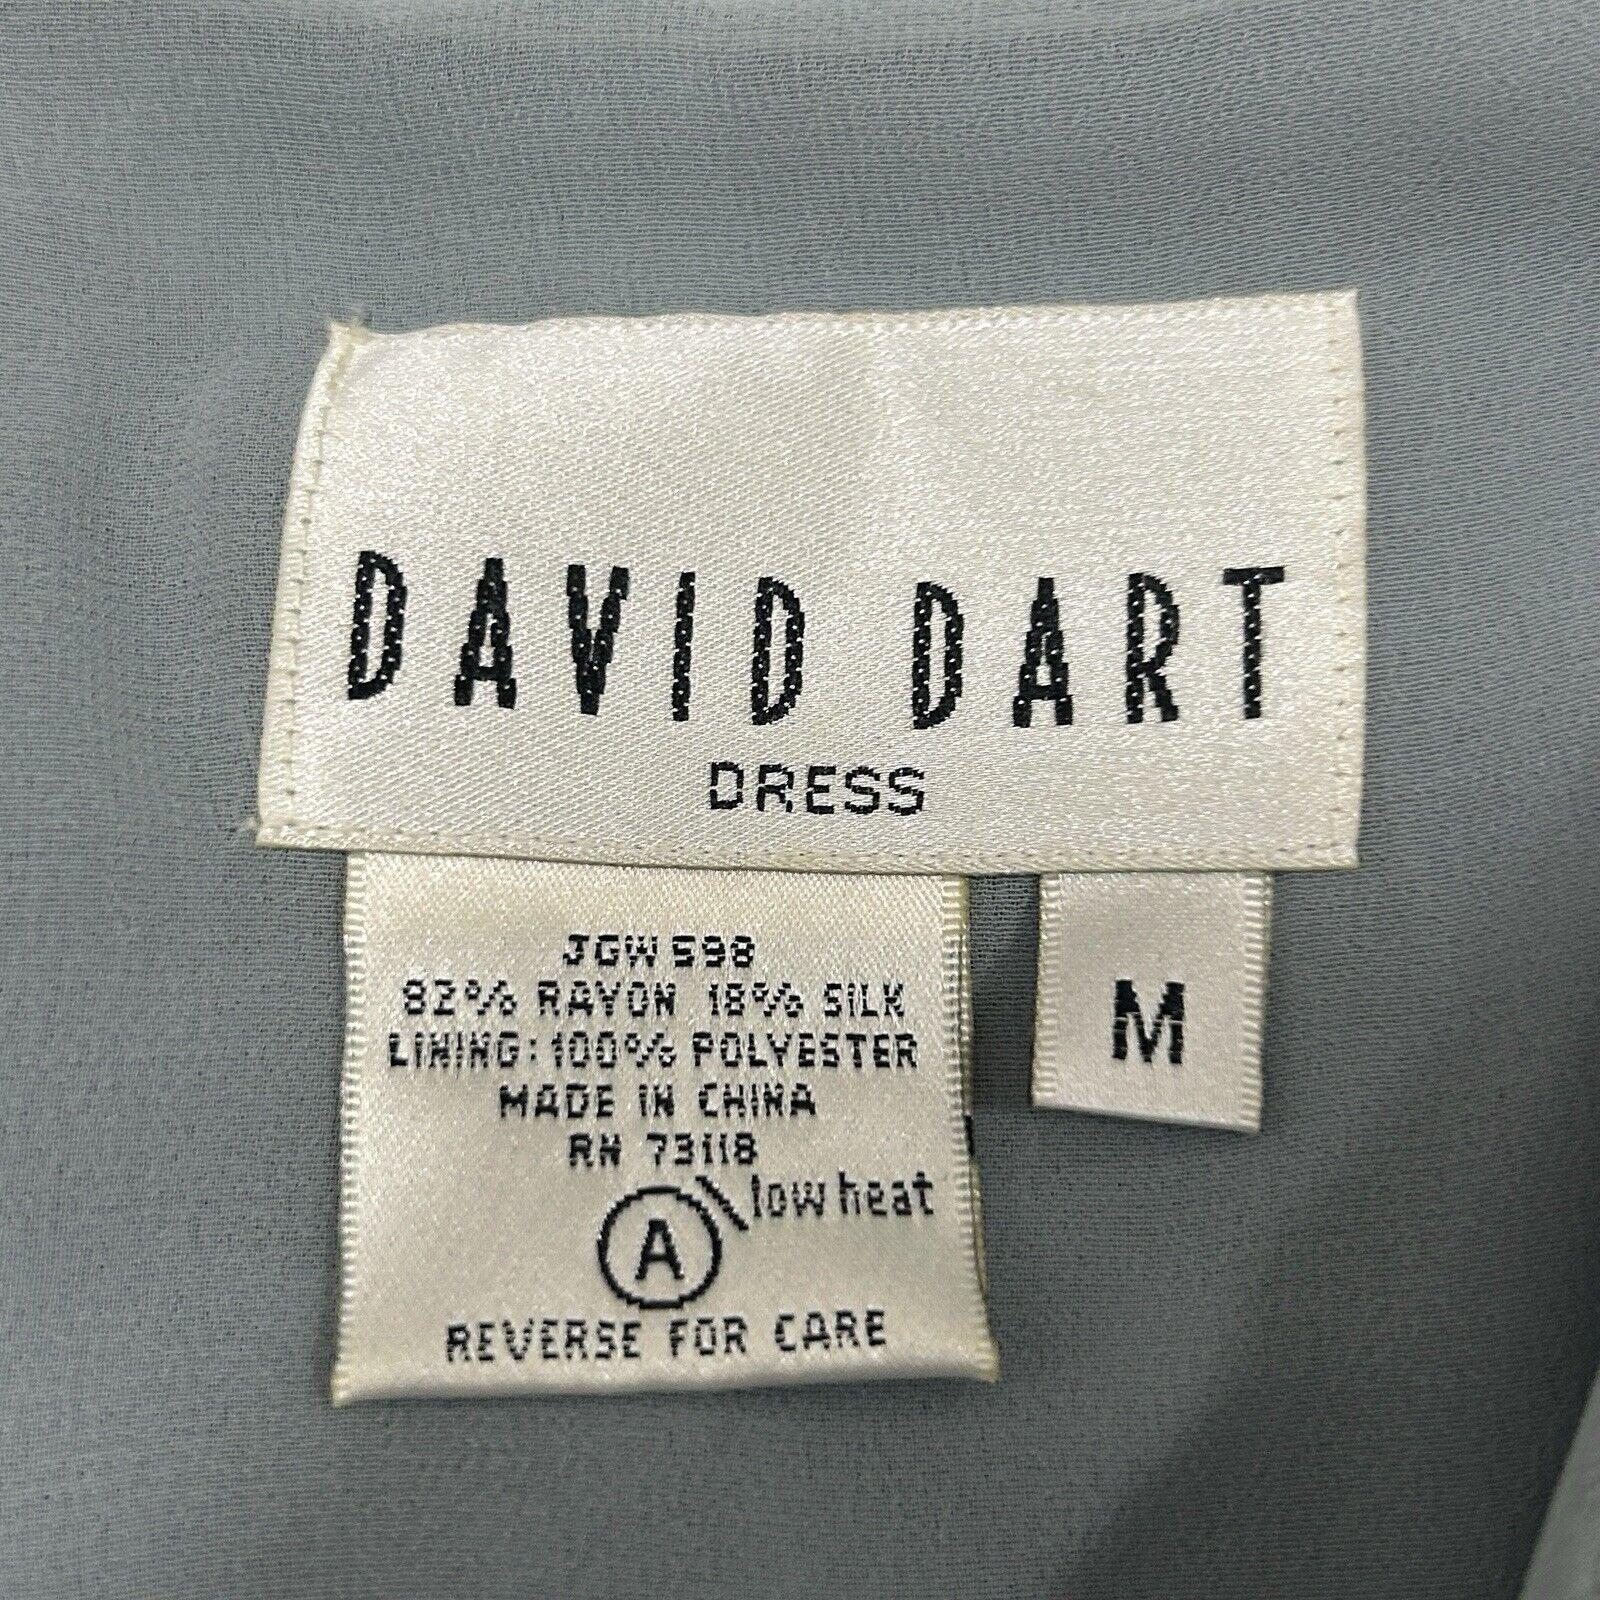 DAVID DART
DRESS
JGW 598
82% RAYON 18% SILK
LINING: 100% POLYESTER
MADE IN CHINA
RN 73118
low heat
A
REVERSE FOR CARE
M